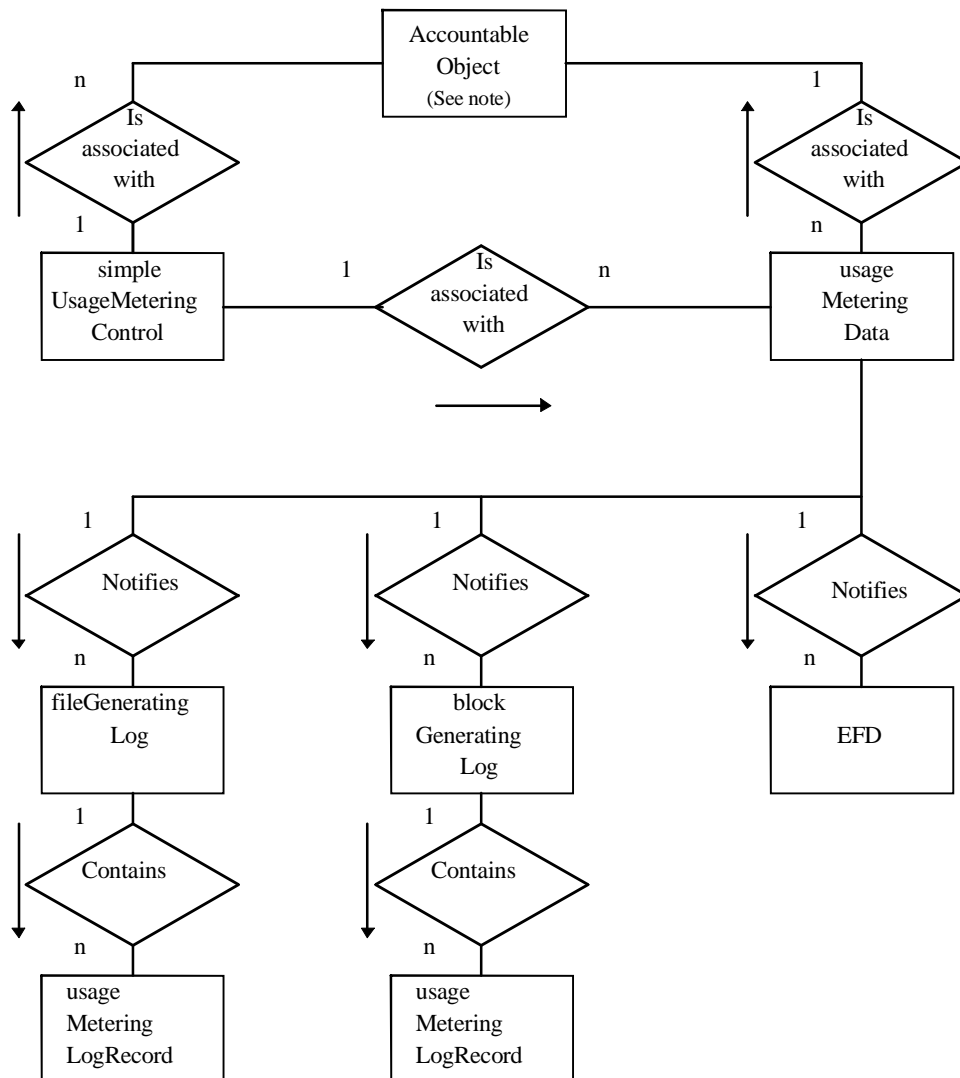 Accountable
Object
(See note)
n
1
Is
associated
with
Is
associated
with
1
n
simple
UsageMetering
Control
1
Is
associated
with
n
usage
Metering
Data
1
1
1
Notifies
Notifies
Notifies
n
n
n
fileGenerating
Log
block
Generating
Log
EFD
1
1
Contains
Contains
n
n
usage
Metering
LogRecord
usage
Metering
LogRecord